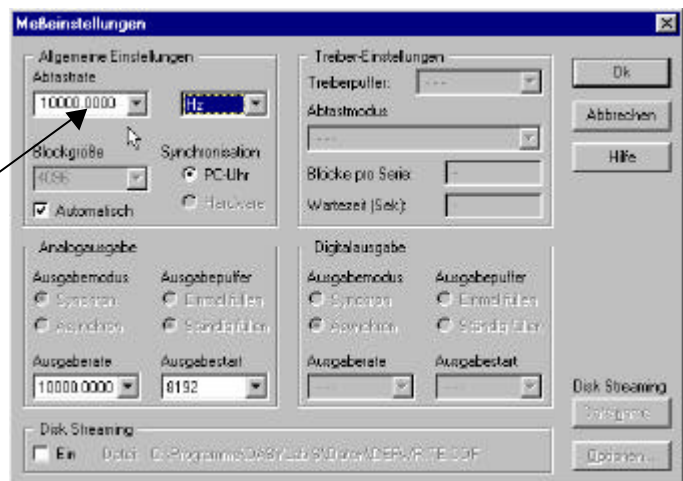 Meßeinstellungen
Allgemeine Einstellungen
Abtastrate
10000.0000
Hz
Blockgröße
4096
Automatisch
Synchronisation
PC-Uhr
Hardware
Treiber-Einstellungen
Treiberpuffer:
---
Abtastmodus
---
Blöcke pro Serie:
-
Wartezeit (Sek.):
-
Ok
Abbrechen
Hilfe
Analogausgabe
Ausgabemodus
Synchron
Asynchron
Ausgabepuffer
Einmal füllen
Ständig füllen
Ausgaberate
10000.0000
Ausgabestart
8192
Digitalausgabe
Ausgabemodus
Synchron
Asynchron
Ausgabepuffer
Einmal füllen
Ständig füllen
Ausgaberate
---
Ausgabestart
---
Disk Streaming
Dateiname...
Optionen...
Disk Streaming
Ein
Datei: